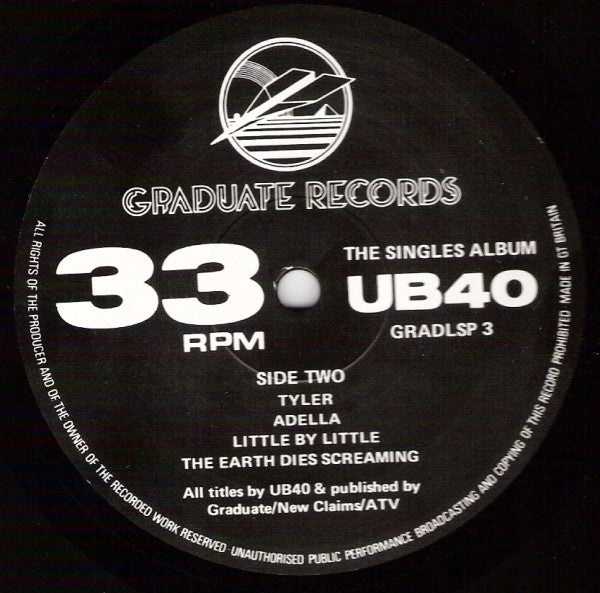 GRADUATE RECORDS
33
RPM
THE SINGLES ALBUM
UB40
GRADLSP 3
SIDE TWO
TYLER
ADELLA
LITTLE BY LITTLE
THE EARTH DIES SCREAMING
All titles by UB40 & published by
Graduate/New Claims/ATV
ALL RIGHTS OF THE PRODUCER AND OF THE OWNER OF THE RECORDED WORK RESERVED · UNAUTHORISED PUBLIC PERFORMANCE BROADCASTING AND COPYING OF THIS RECORD PROHIBITED MADE IN GT BRITAIN